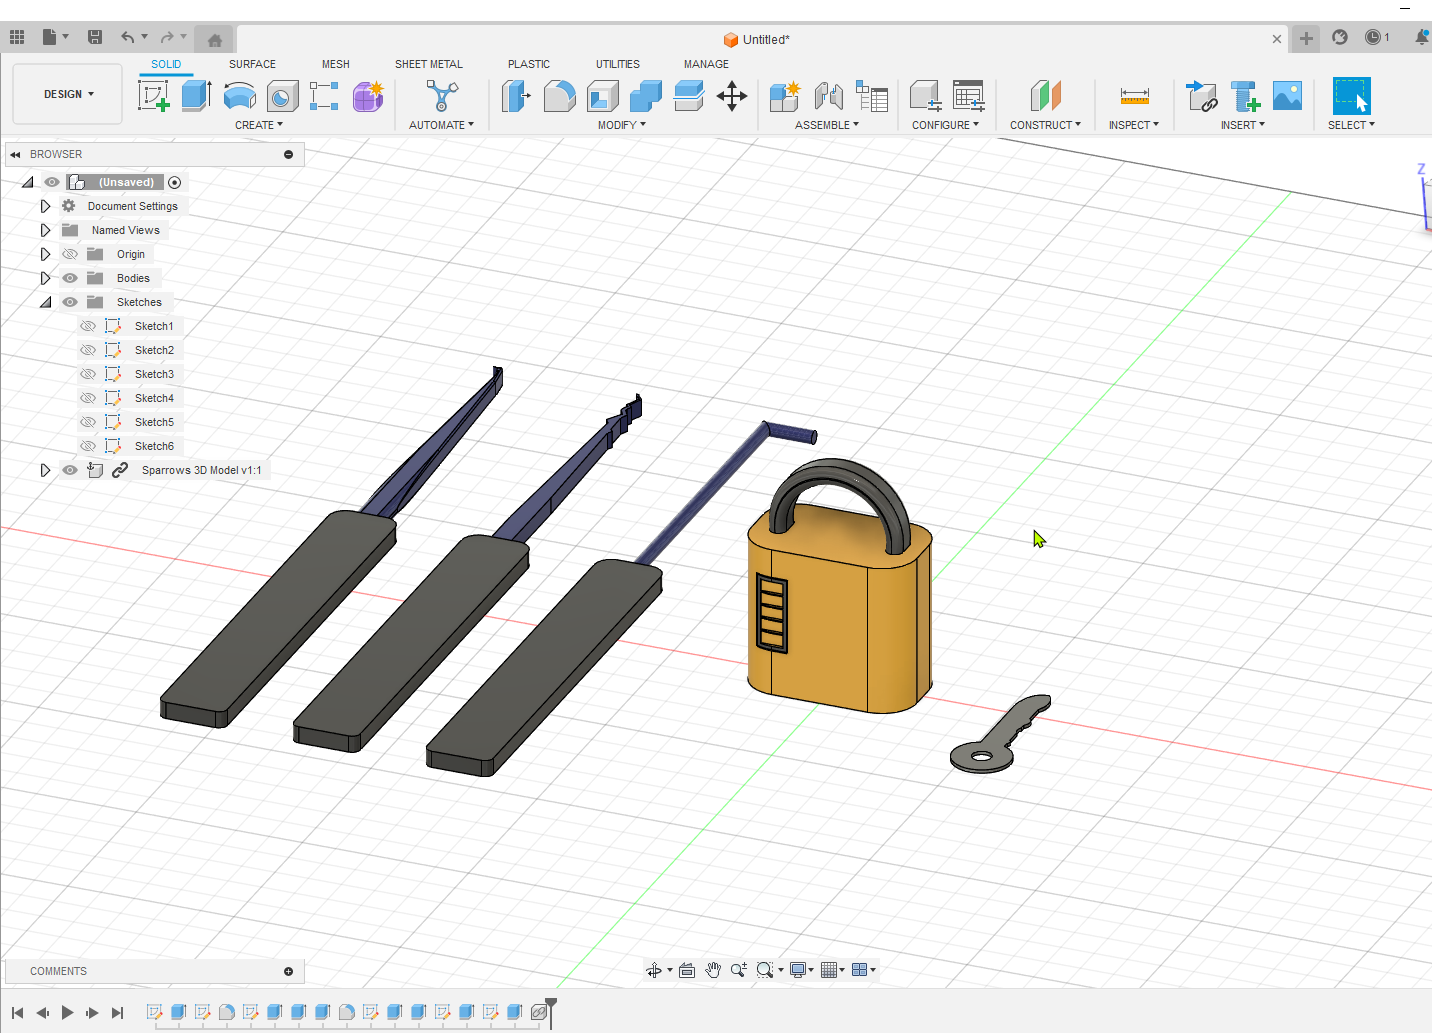 Untitled*
1
DESIGN
SOLID
SURFACE
MESH
SHEET METAL
PLASTIC
UTILITIES
MANAGE
CREATE
AUTOMATE
MODIFY
ASSEMBLE
CONFIGURE
CONSTRUCT
INSPECT
INSERT
SELECT
BROWSER
(Unsaved)
Document Settings
Named Views
Origin
Bodies
Sketches
Sketch1
Sketch2
Sketch3
Sketch4
Sketch5
Sketch6
Sparrows 3D Model v1:1
Z
COMMENTS